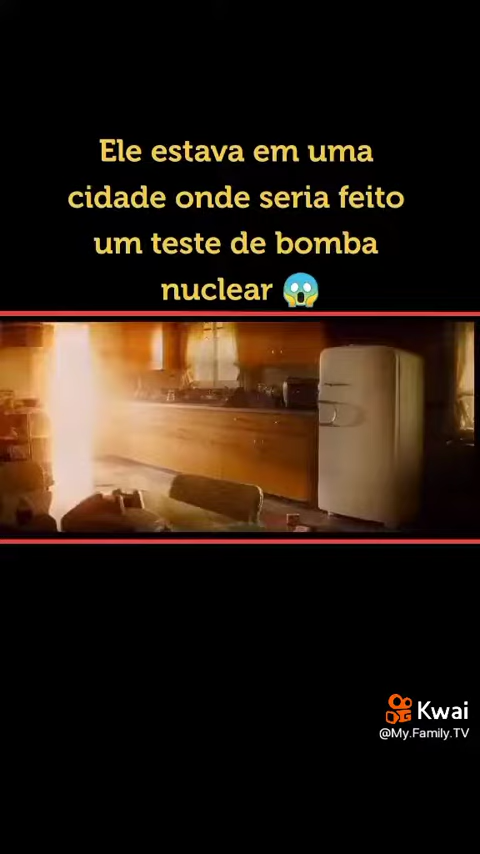 Ele estava em uma
cidade onde seria feito
um teste de bomba
nuclear 😱
Kwai
@My.Family.TV